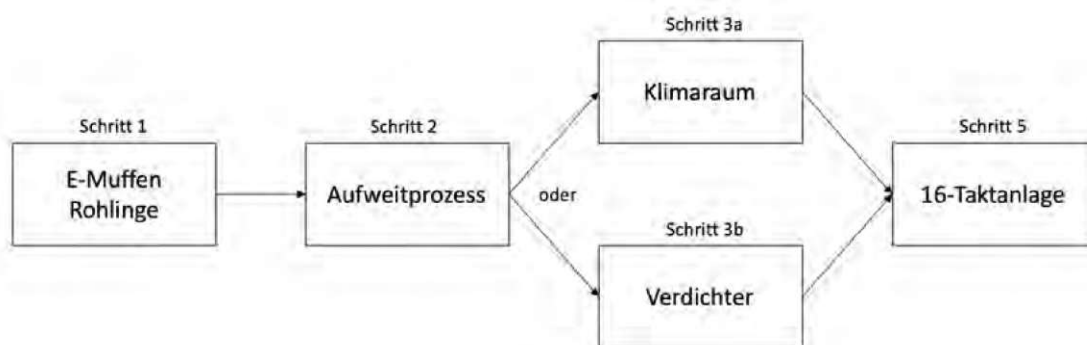 Schritt 1
E-Muffen
Rohlinge
Schritt 2
Aufweitprozess
oder
Schritt 3a
Klimaraum
Schritt 3b
Verdichter
Schritt 5
16-Taktanlage